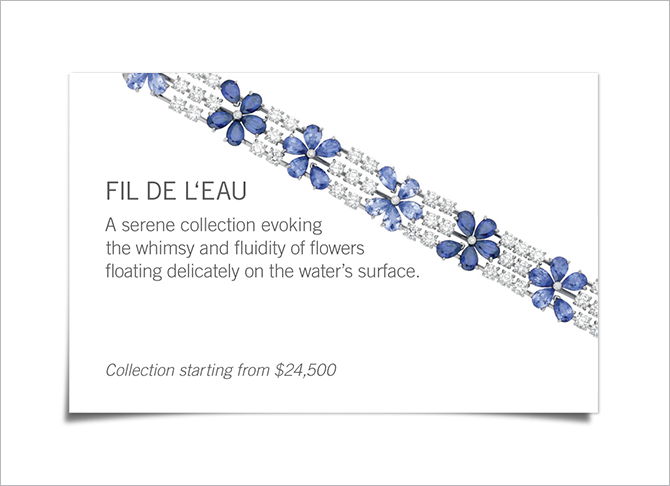 FIL DE L‘EAU
A serene collection evoking
the whimsy and fluidity of flowers
floating delicately on the water’s surface.
Collection starting from $24,500